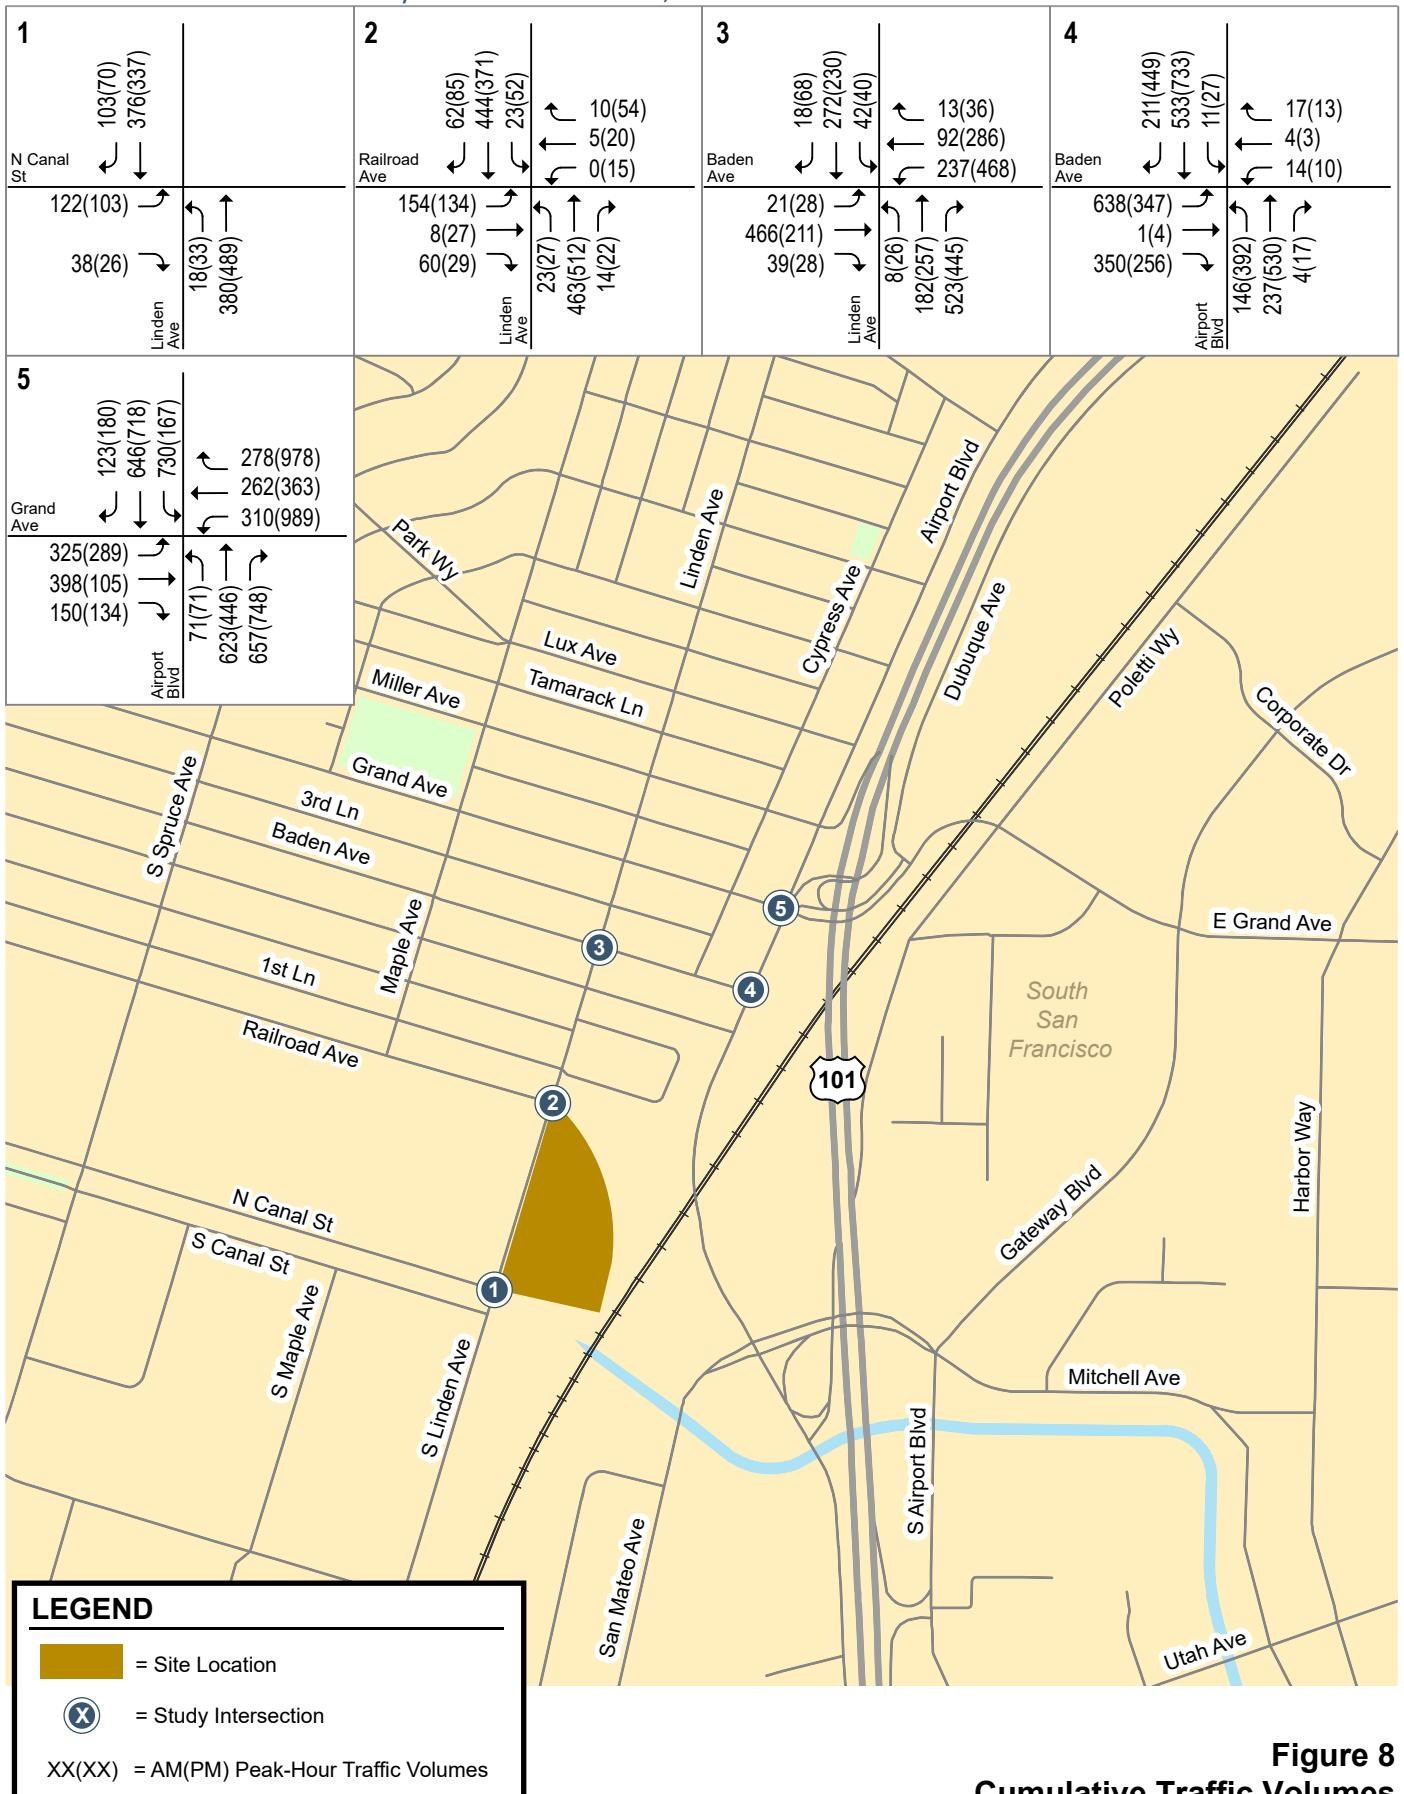 1
103(70)
376(337)
N Canal
St
122(103)
38(26)
18(33)
380(489)
Linden
Ave
2
62(85)
444(371)
23(52)
10(54)
5(20)
0(15)
Railroad
Ave
154(134)
8(27)
60(29)
23(27)
463(512)
14(22)
Linden
Ave
3
18(68)
272(230)
42(40)
13(36)
92(286)
237(468)
Baden
Ave
21(28)
466(211)
39(28)
8(26)
182(257)
523(445)
Linden
Ave
4
211(449)
533(733)
11(27)
17(13)
4(3)
14(10)
Baden
Ave
638(347)
1(4)
350(256)
146(392)
237(530)
4(17)
Airport
Blvd
5
123(180)
646(718)
730(167)
278(978)
262(363)
310(989)
Grand
Ave
325(289)
398(105)
150(134)
71(71)
623(446)
657(748)
Airport
Blvd
Park Wy
Linden Ave
Airport Blvd
Cypress Ave
Dubuque Ave
Poletti Wy
Corporate Dr
Lux Ave
Tamarack Ln
Miller Ave
Grand Ave
3rd Ln
Baden Ave
S Spruce Ave
Maple Ave
1st Ln
Railroad Ave
5
3
4
E Grand Ave
South
San
Francisco
101
2
Harbor Way
Gateway Blvd
N Canal St
S Canal St
1
S Maple Ave
S Linden Ave
Mitchell Ave
S Airport Blvd
San Mateo Ave
Utah Ave
LEGEND
= Site Location
X = Study Intersection
XX(XX) = AM(PM) Peak-Hour Traffic Volumes
Figure 8
Cumulative Traffic Volumes